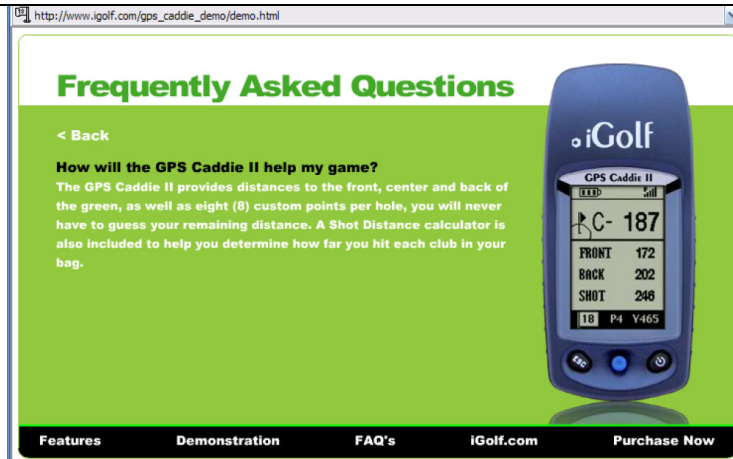 http://www.igolf.com/gps_caddie_demo/demo.html
Frequently Asked Questions
< Back
How will the GPS Caddie II help my game?
The GPS Caddie II provides distances to the front, center and back of
the green, as well as eight (8) custom points per hole, you will never
have to guess your remaining distance. A Shot Distance calculator is
also included to help you determine how far you hit each club in your
bag.
iGolf
GPS CADDIE II
C- 187
FRONT 172
BACK 202
SHOT 246
18 P4 Y465
ESC
Features Demonstration FAQ's iGolf.com Purchase Now